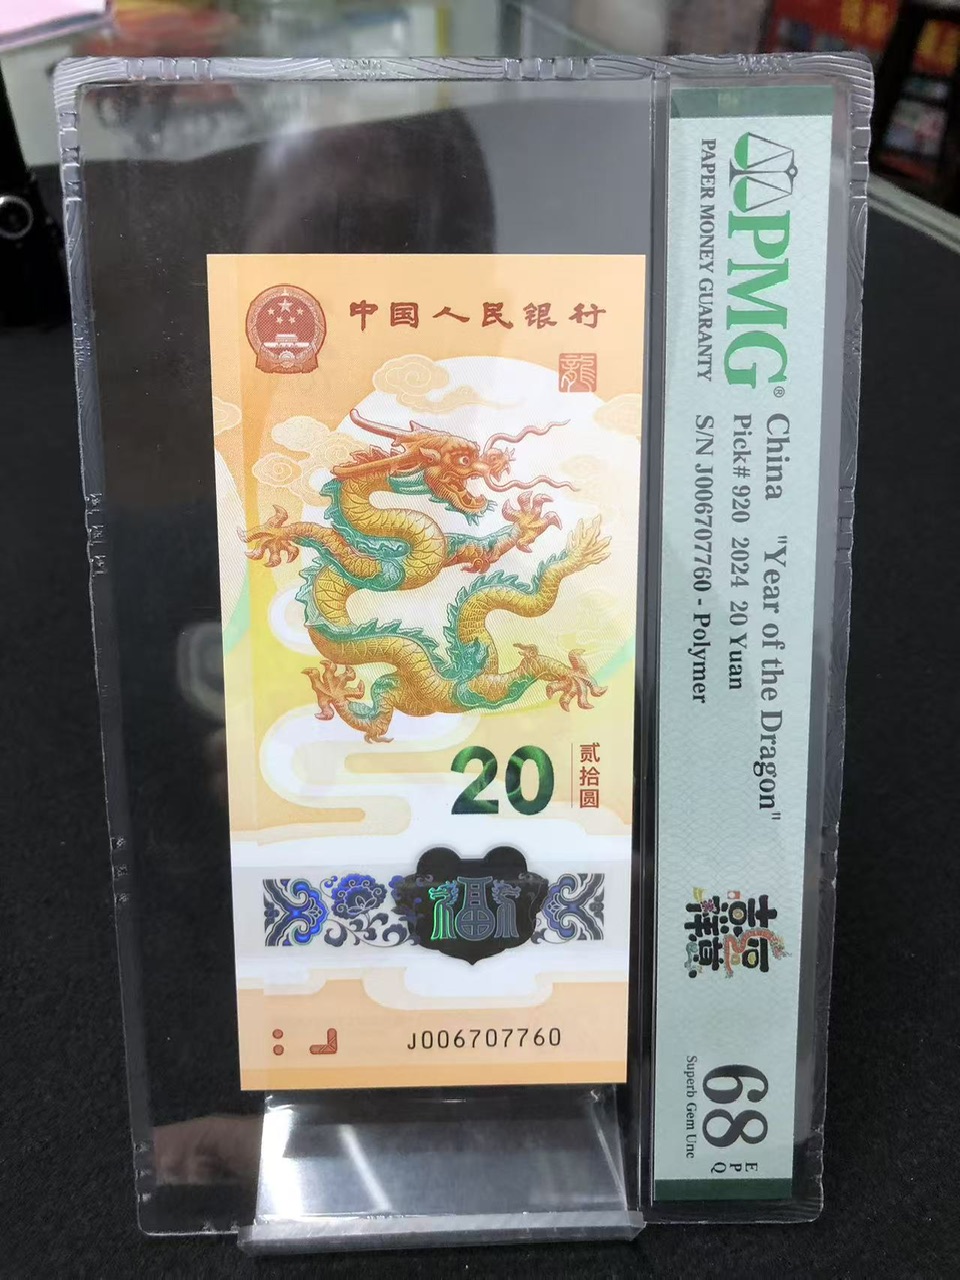 中国人民银行
龍
20
贰拾圆
福
J006707760
PMG®
PAPER MONEY GUARANTY
China "Year of the Dragon"
Pick# 920 2024 20 Yuan
S/N J006707760 - Polymer
68
EPQ
Superb Gem Unc